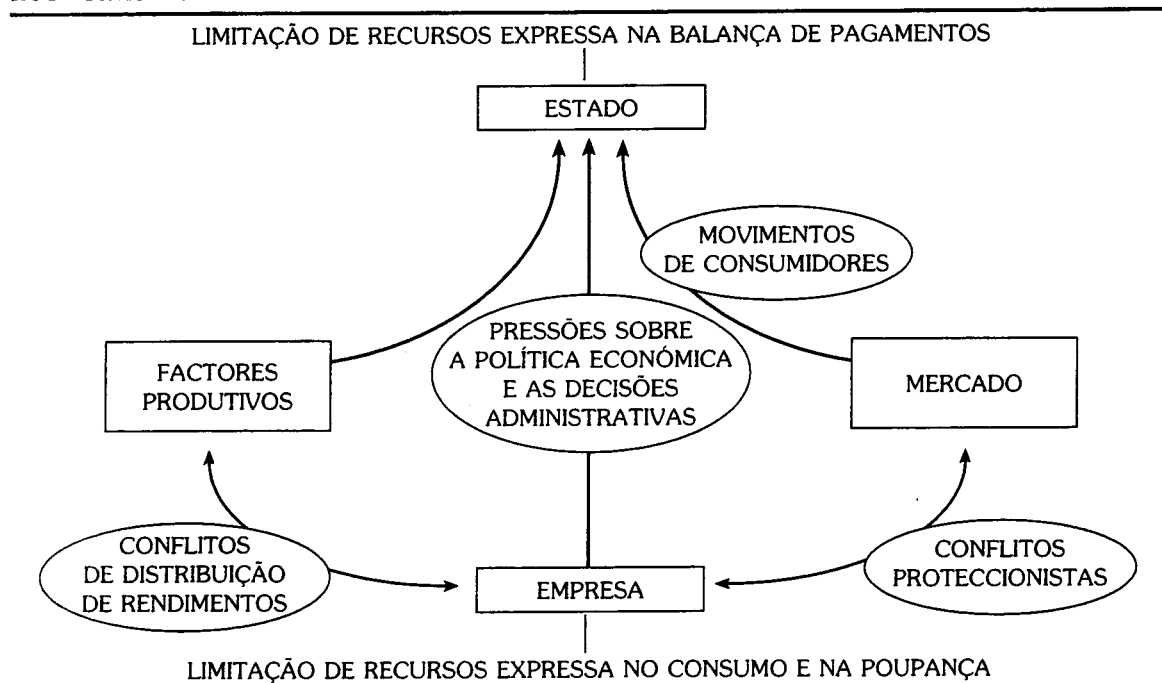 LIMITAÇÃO DE RECURSOS EXPRESSA NA BALANÇA DE PAGAMENTOS
ESTADO
MOVIMENTOS
DE CONSUMIDORES
PRESSÕES SOBRE
A POLÍTICA ECONÓMICA
E AS DECISÕES
ADMINISTRATIVAS
FACTORES
PRODUTIVOS
MERCADO
CONFLITOS
DE DISTRIBUIÇÃO
DE RENDIMENTOS
EMPRESA
CONFLITOS
PROTECCIONISTAS
LIMITAÇÃO DE RECURSOS EXPRESSA NO CONSUMO E NA POUPANÇA